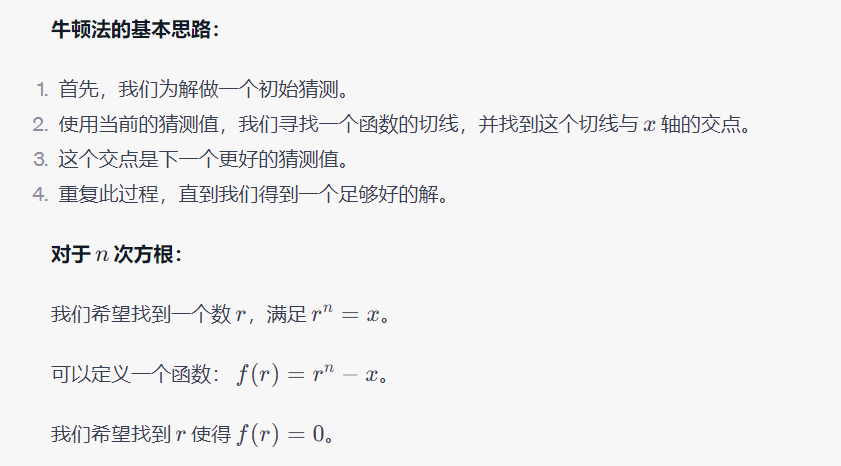 牛顿法的基本思路：
1. 首先，我们为解做一个初始猜测。
2. 使用当前的猜测值，我们寻找一个函数的切线，并找到这个切线与 x 轴的交点。
3. 这个交点是下一个更好的猜测值。
4. 重复此过程，直到我们得到一个足够好的解。
对于 n 次方根：
我们希望找到一个数 r，满足 rⁿ = x。
可以定义一个函数： f(r) = rⁿ − x。
我们希望找到 r 使得 f(r) = 0。